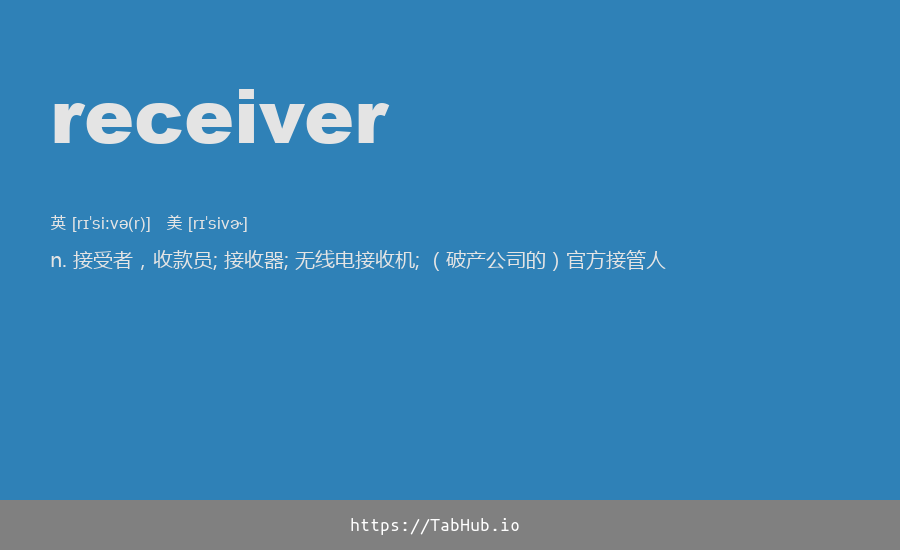 receiver
英 [rɪˈsiːvə(r)] 美 [rɪˈsivɚ]
n. 接受者，收款员; 接收器; 无线电接收机; （破产公司的）官方接管人
https://TabHub.io